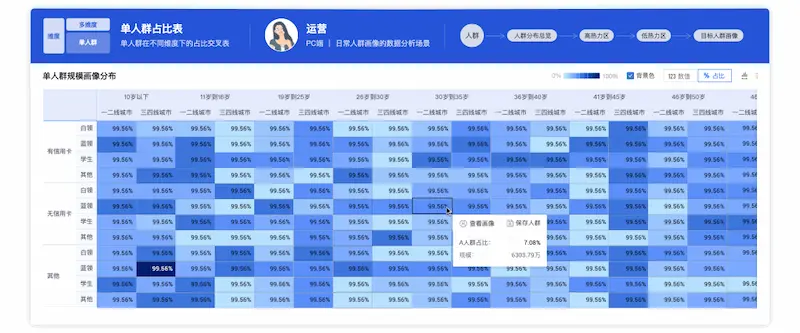 维度
多维度
单人群
单人群占比表
单人群在不同维度下的占比交叉表
运营
PC端 | 日常人群画像的数据分析场景
人群
人群分布总览
高热力区
低热力区
目标人群画像
单人群规模画像分布
0%
100%
背景色
123 数值
% 占比
10岁以下 11岁到18岁 19岁到25岁 26岁到30岁 30岁到35岁 36岁到40岁 41岁到45岁 46岁到50岁 46
一二线城市 三四线城市 一二线城市 三四线城市 一二线城市 三四线城市 一二线城市 三四线城市 一二线城市 三四线城市 一二线城市 三四线城市 一二线城市 三四线城市 一二线城市 三四线城市 一二线城市
有信用卡
白领 99.56% 99.56% 99.56% 99.56% 99.56% 99.56% 99.56% 99.56% 99.56% 99.56% 99.56% 99.56% 99.56% 99.56% 99.56% 99.56% 99.56%
蓝领 99.56% 99.56% 99.56% 99.56% 99.56% 99.56% 99.56% 99.56% 99.56% 99.56% 99.56% 99.56% 99.56% 99.56% 99.56% 99.56% 99.56%
学生 99.56% 99.56% 99.56% 99.56% 99.56% 99.56% 99.56% 99.56% 99.56% 99.56% 99.56% 99.56% 99.56% 99.56% 99.56% 99.56% 99.56%
其他 99.56% 99.56% 99.56% 99.56% 99.56% 99.56% 99.56% 99.56% 99.56% 99.56% 99.56% 99.56% 99.56% 99.56% 99.56% 99.56% 99.56%
无信用卡
白领 99.56% 99.56% 99.56% 99.56% 99.56% 99.56% 99.56% 99.56% 99.56% 99.56% 99.56% 99.56% 99.56% 99.56% 99.56% 99.56% 99.56%
蓝领 99.56% 99.56% 99.56% 99.56% 99.56% 99.56% 99.56% 99.56% 99.56% 99.56% 99.56% 99.56% 99.56% 99.56% 99.56% 99.56% 99.56%
学生 99.56% 99.56% 99.56% 99.56% 99.56% 99.56% 99.56% 99.56% 99.56% 99.56% 99.56% 99.56% 99.56%
其他 99.56% 99.56% 99.56% 99.56% 99.56% 99.56% 99.56% 99.56% 99.56% 99.56% 99.56% 99.56% 99.56%
其他
白领 99.56% 99.56% 99.56% 99.56% 99.56% 99.56% 99.56% 99.56% 99.56% 99.56% 99.56% 99.56% 99.56%
蓝领 99.56% 99.56% 99.56% 99.56% 99.56% 99.56% 99.56% 99.56% 99.56% 99.56% 99.56% 99.56% 99.56% 99.56% 99.56% 99.56% 99.56%
学生 99.56% 99.56% 99.56% 99.56% 99.56% 99.56% 99.56% 99.56% 99.56% 99.56% 99.56% 99.56% 99.56% 99.56% 99.56% 99.56% 99.56%
其他 99.56% 99.56% 99.56% 99.56% 99.56% 99.56% 99.56% 99.56% 99.56% 99.56% 99.56% 99.56% 99.56% 99.56% 99.56% 99.56% 99.56%
查看画像 保存人群
A人群占比: 7.08%
规模: 6303.79万